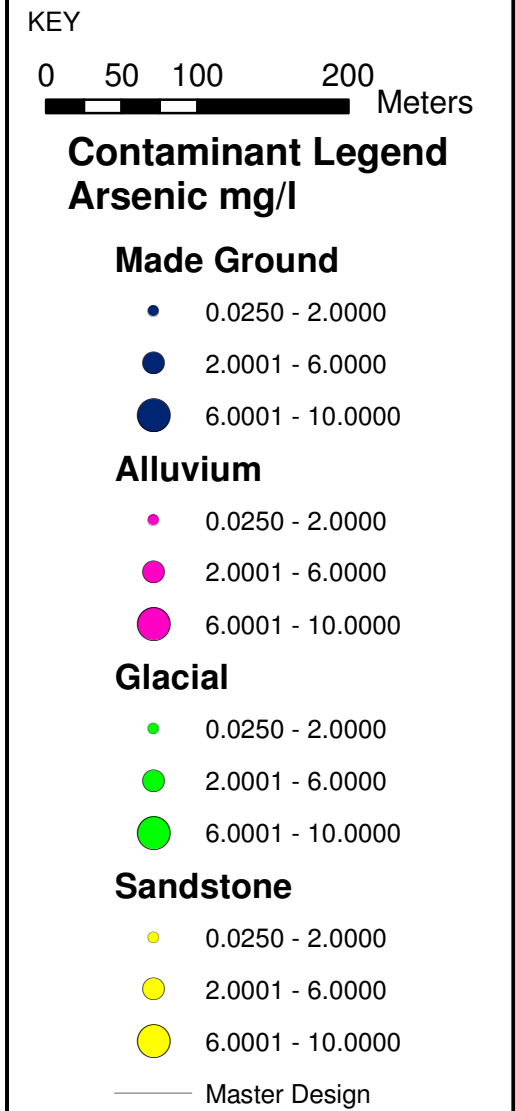 KEY
0 50 100 200
Meters
Contaminant Legend
Arsenic mg/l
Made Ground
0.0250 - 2.0000
2.0001 - 6.0000
6.0001 - 10.0000
Alluvium
0.0250 - 2.0000
2.0001 - 6.0000
6.0001 - 10.0000
Glacial
0.0250 - 2.0000
2.0001 - 6.0000
6.0001 - 10.0000
Sandstone
0.0250 - 2.0000
2.0001 - 6.0000
6.0001 - 10.0000
Master Design